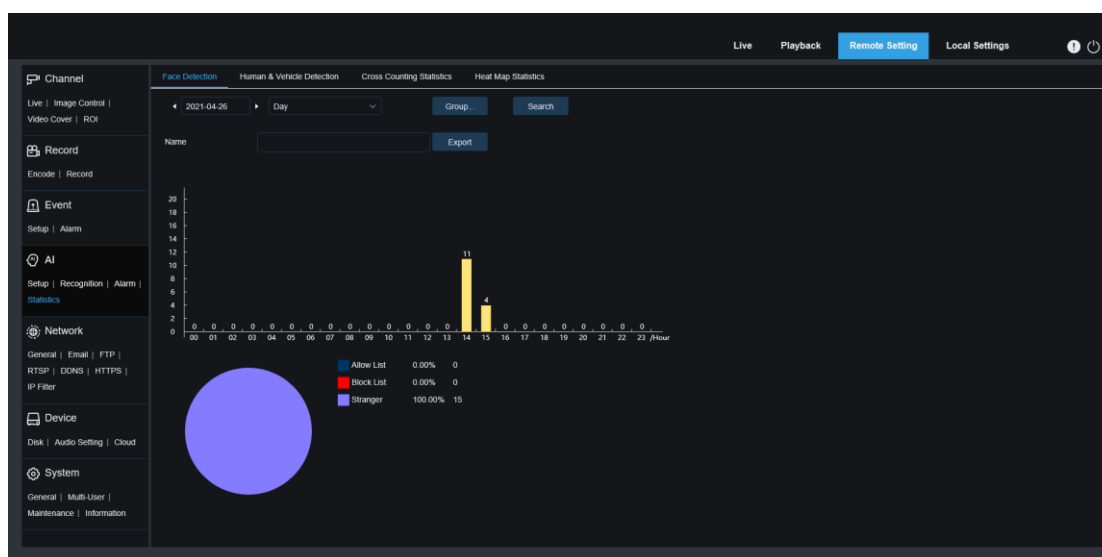 Live Playback Remote Setting Local Settings
Channel
Live | Image Control |
Video Cover | ROI
Record
Encode | Record
Event
Setup | Alarm
AI
Setup | Recognition | Alarm |
Statistics
Network
General | Email | FTP |
RTSP | DDNS | HTTPS |
IP Filter
Device
Disk | Audio Setting | Cloud
System
General | Multi-User |
Maintenance | Information
Face Detection Human & Vehicle Detection Cross Counting Statistics Heat Map Statistics
2021-04-26 Day Group... Search
Name Export
20
18
16
14
12
10
8
6
4
2
0
0 0 0 0 0 0 0 0 0 0 0 0 0 0 11 4 0 0 0 0 0 0 0 0
00 01 02 03 04 05 06 07 08 09 10 11 12 13 14 15 16 17 18 19 20 21 22 23 /Hour
Allow List 0.00% 0
Block List 0.00% 0
Stranger 100.00% 15